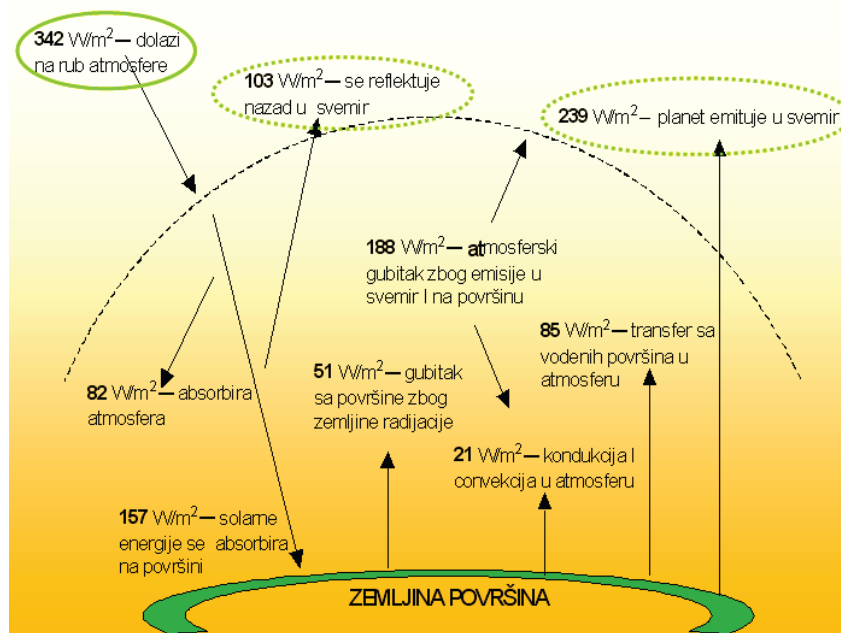 342 W/m²— dolazi
na rub atmosfere
103 W/m²— se reflektuje
nazad u svemir
239 W/m²– planet emituje u svemir
188 W/m²— atmosferski
gubitak zbog emisije u
svemir I na površinu
85 W/m²— transfer sa
vodenih površina u
atmosferu
82 W/m²— absorbira
atmosfera
51 W/m²— gubitak
sa površine zbog
zemljine radijacije
21 W/m²— kondukcija I
convekcija u atmosferu
157 W/m²— solarne
energije se absorbira
na površini
ZEMLJINA POVRŠINA